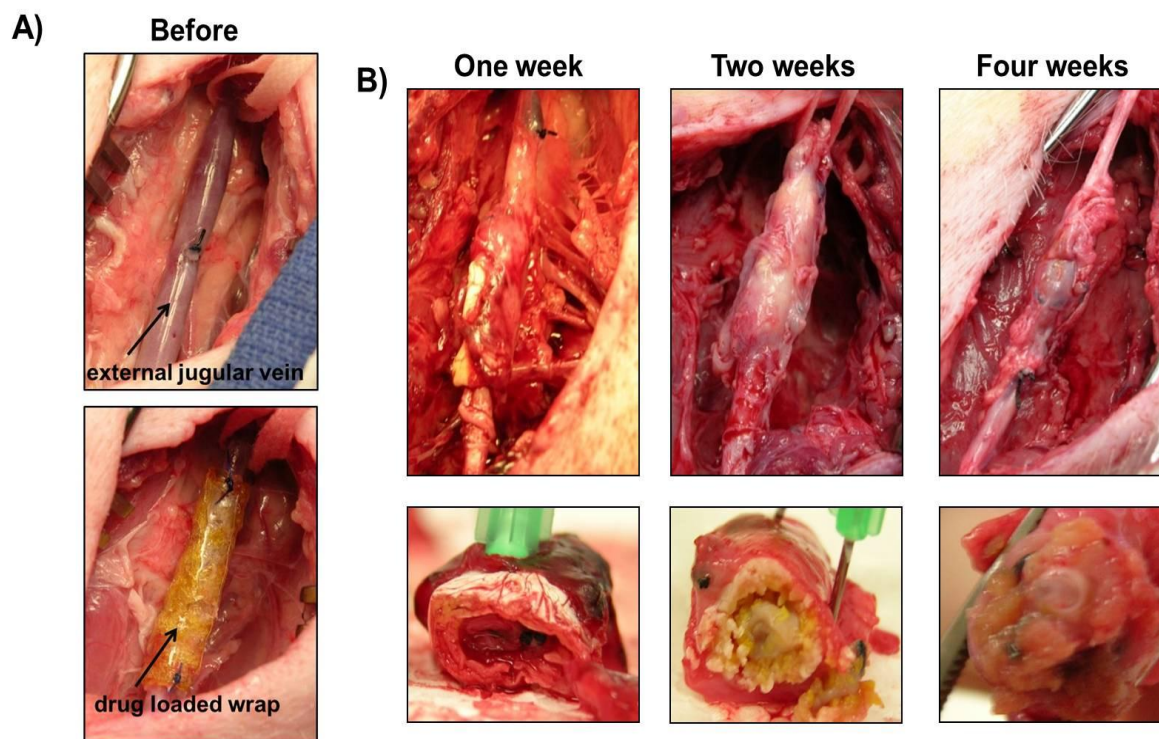 A)
Before
external jugular vein
drug loaded wrap
B)
One week
Two weeks
Four weeks